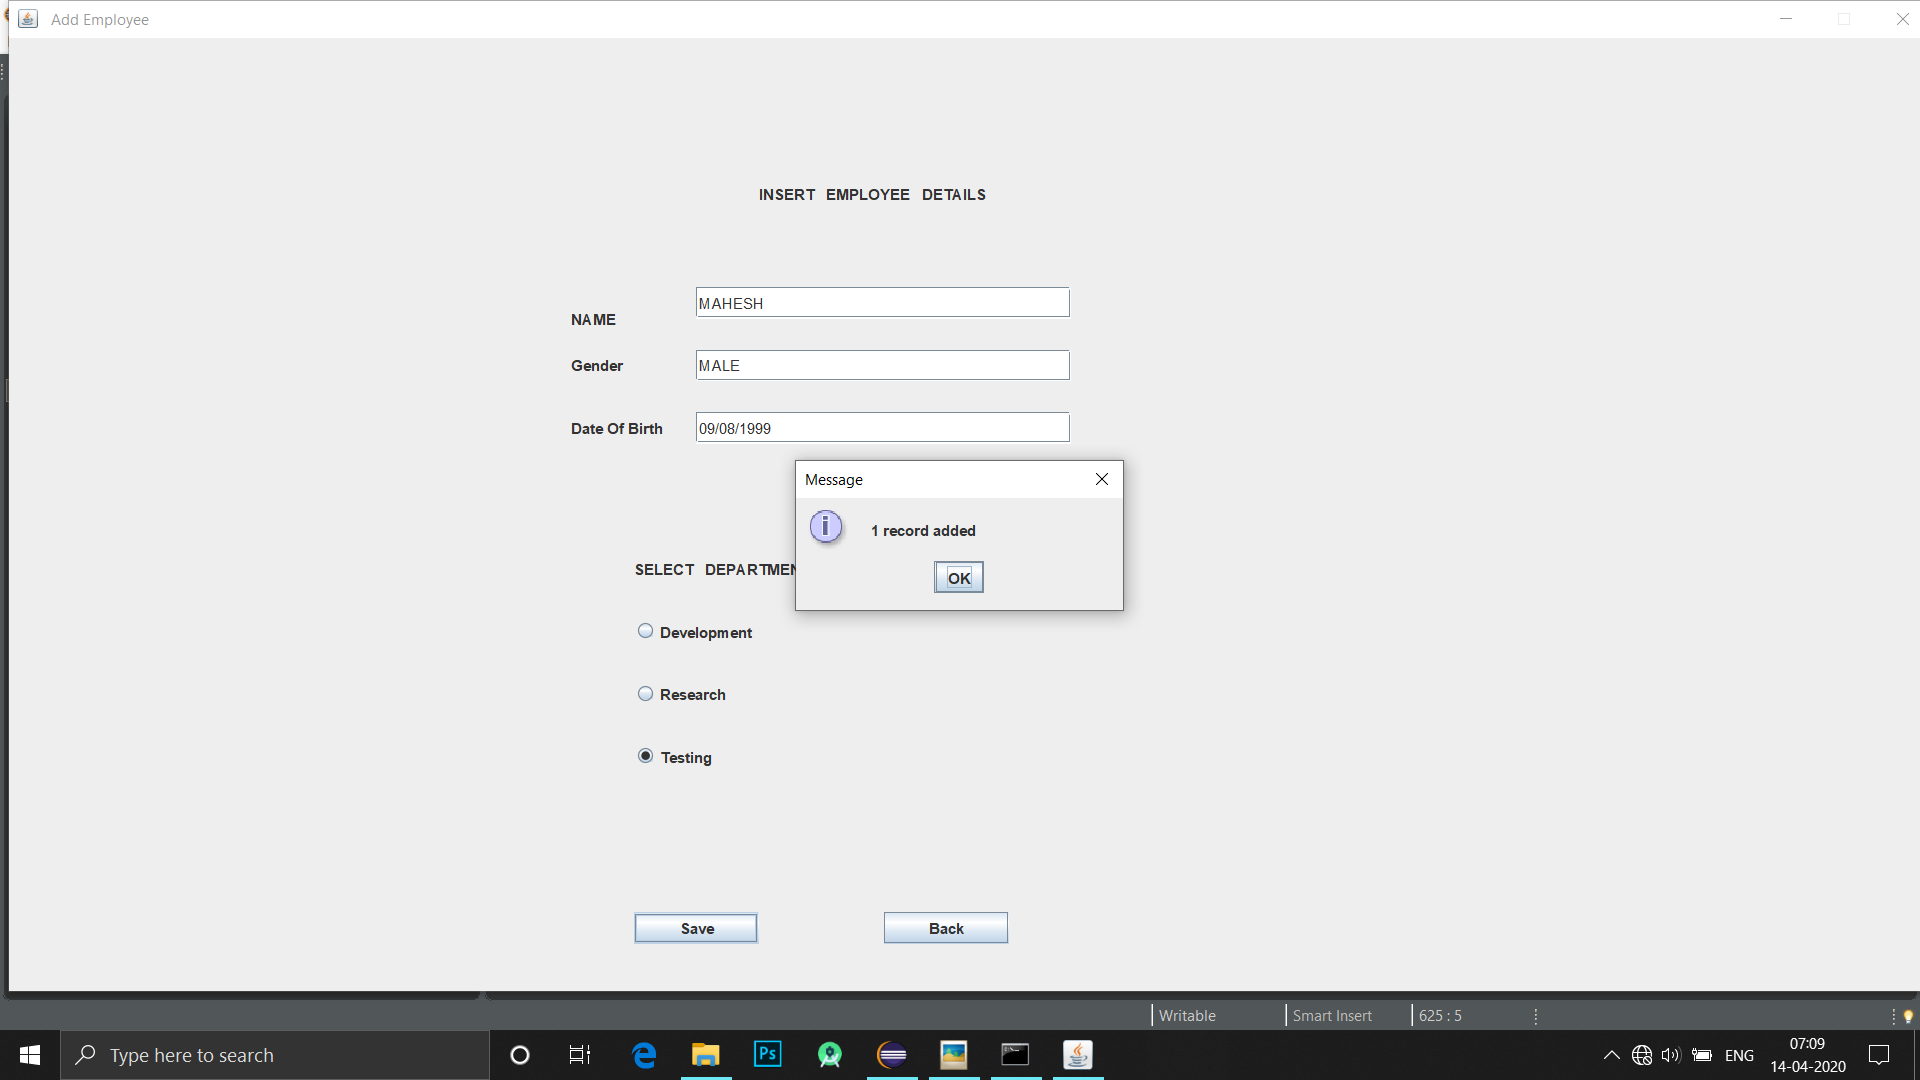 Add Employee
INSERT EMPLOYEE DETAILS
NAME
MAHESH
Gender
MALE
Date Of Birth
09/08/1999
Message
1 record added
OK
SELECT DEPARTMEN
Development
Research
Testing
Save
Back
Writable
Smart Insert
625 : 5
Type here to search
Ps
ENG
07:09
14-04-2020